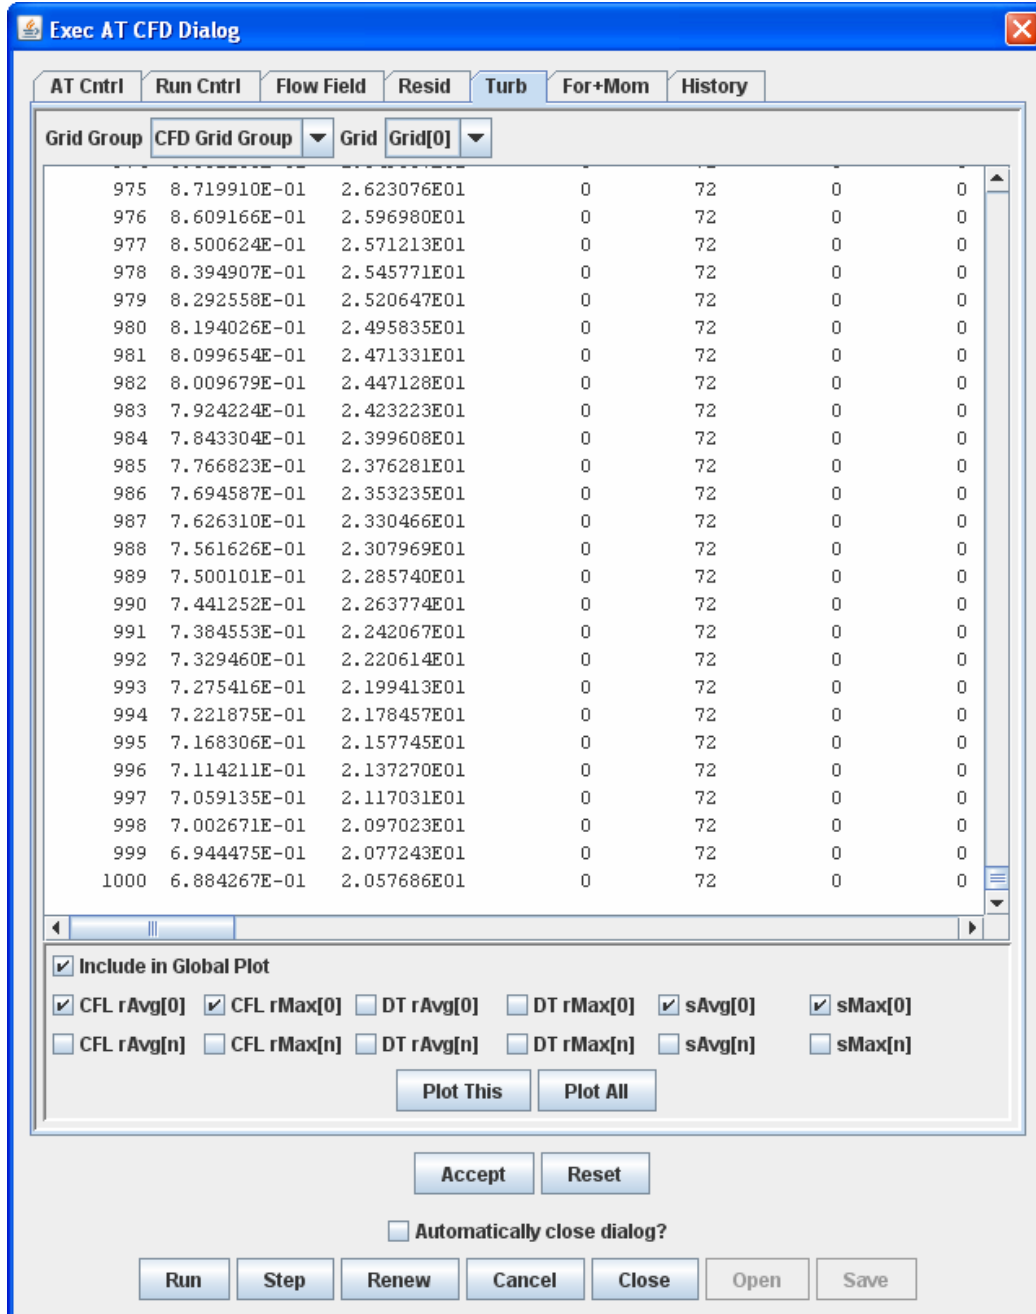 Exec AT CFD Dialog
AT Cntrl Run Cntrl Flow Field Resid Turb For+Mom History
Grid Group CFD Grid Group Grid Grid[0]
975 8.719910E-01 2.623076E01 0 72 0 0
976 8.609166E-01 2.596980E01 0 72 0 0
977 8.500624E-01 2.571213E01 0 72 0 0
978 8.394907E-01 2.545771E01 0 72 0 0
979 8.292558E-01 2.520647E01 0 72 0 0
980 8.194026E-01 2.495835E01 0 72 0 0
981 8.099654E-01 2.471331E01 0 72 0 0
982 8.009679E-01 2.447128E01 0 72 0 0
983 7.924224E-01 2.423223E01 0 72 0 0
984 7.843304E-01 2.399608E01 0 72 0 0
985 7.766823E-01 2.376281E01 0 72 0 0
986 7.694587E-01 2.353235E01 0 72 0 0
987 7.626310E-01 2.330466E01 0 72 0 0
988 7.561626E-01 2.307969E01 0 72 0 0
989 7.500101E-01 2.285740E01 0 72 0 0
990 7.441252E-01 2.263774E01 0 72 0 0
991 7.384553E-01 2.242067E01 0 72 0 0
992 7.329460E-01 2.220614E01 0 72 0 0
993 7.275416E-01 2.199413E01 0 72 0 0
994 7.221875E-01 2.178457E01 0 72 0 0
995 7.168306E-01 2.157745E01 0 72 0 0
996 7.114211E-01 2.137270E01 0 72 0 0
997 7.059135E-01 2.117031E01 0 72 0 0
998 7.002671E-01 2.097023E01 0 72 0 0
999 6.944475E-01 2.077243E01 0 72 0 0
1000 6.884267E-01 2.057686E01 0 72 0 0
Include in Global Plot
CFL rAvg[0] CFL rMax[0] DT rAvg[0] DT rMax[0] sAvg[0] sMax[0]
CFL rAvg[n] CFL rMax[n] DT rAvg[n] DT rMax[n] sAvg[n] sMax[n]
Plot This Plot All
Accept Reset
Automatically close dialog?
Run Step Renew Cancel Close Open Save